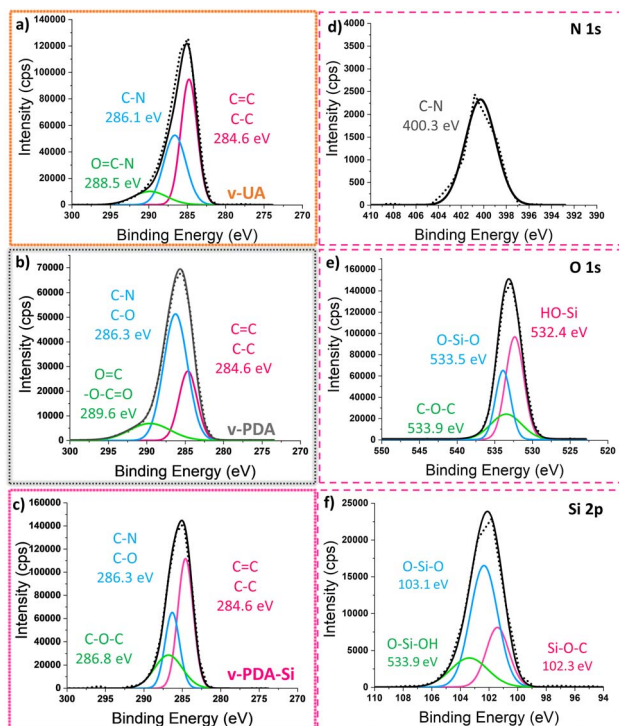 a)
140000
120000
100000
80000
60000
40000
20000
0
Intensity (cps)
C-N
286.1 eV
C=C
C-C
284.6 eV
O=C-N
288.5 eV
v-UA
300 295 290 285 280 275 270
Binding Energy (eV)
d)
N 1s
4000
3500
3000
2500
2000
1500
1000
500
0
Intensity (cps)
C-N
400.3 eV
410 408 406 404 402 400 398 396 394 392 390
Binding Energy (eV)
b)
80000
70000
60000
50000
40000
30000
20000
10000
0
Intensity (cps)
C-N
C-O
286.3 eV
C=C
C-C
284.6 eV
O=C
-O-C=O
289.6 eV
v-PDA
300 295 290 285 280 275 270
Binding Energy (eV)
e)
O 1s
160000
140000
120000
100000
80000
60000
40000
20000
0
Intensity (cps)
HO-Si
532.4 eV
O-Si-O
533.5 eV
C-O-C
533.9 eV
550 545 540 535 530 525 520
Binding Energy (eV)
c)
160000
140000
120000
100000
80000
60000
40000
20000
0
Intensity (cps)
C-N
C-O
286.3 eV
C=C
C-C
284.6 eV
C-O-C
286.8 eV
v-PDA-Si
300 295 290 285 280 275 270
Binding Energy (eV)
f)
Si 2p
25000
20000
15000
10000
5000
0
Intensity (cps)
O-Si-O
103.1 eV
O-Si-OH
533.9 eV
Si-O-C
102.3 eV
110 108 106 104 102 100 98 96 94
Binding Energy (eV)